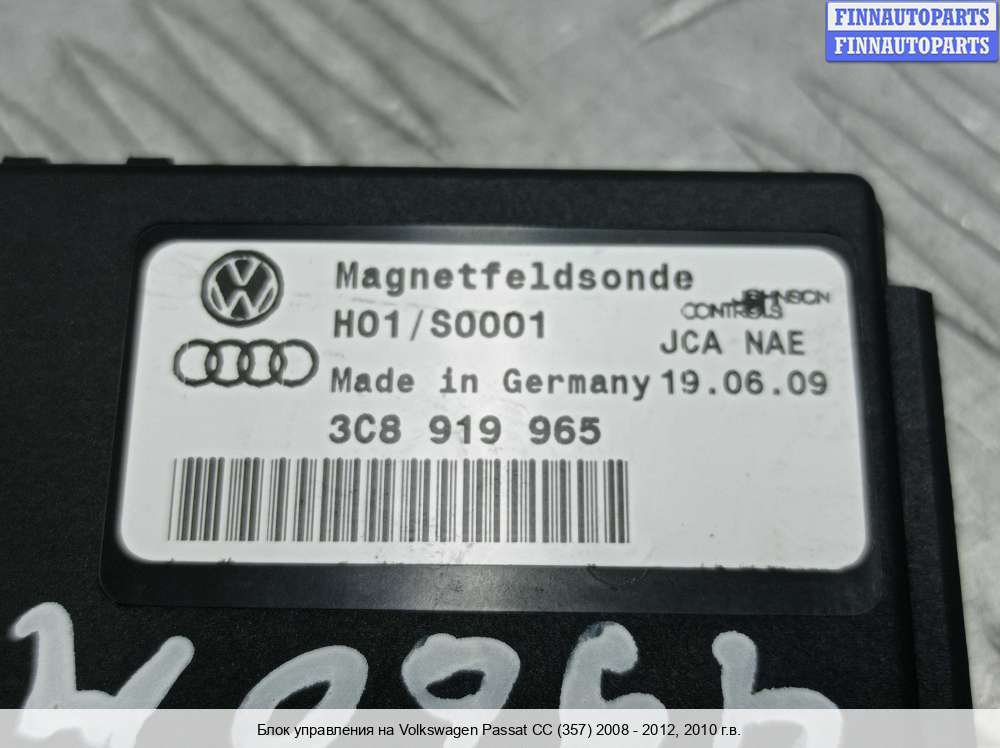 FINNAUTOPARTS
FINNAUTOPARTS
Magnetfeldsonde
H01/S0001
JOHNSON
CONTROLS
JCA NAE
Made in Germany 19.06.09
3C8 919 965
Блок управления на Volkswagen Passat CC (357) 2008 - 2012, 2010 г.в.